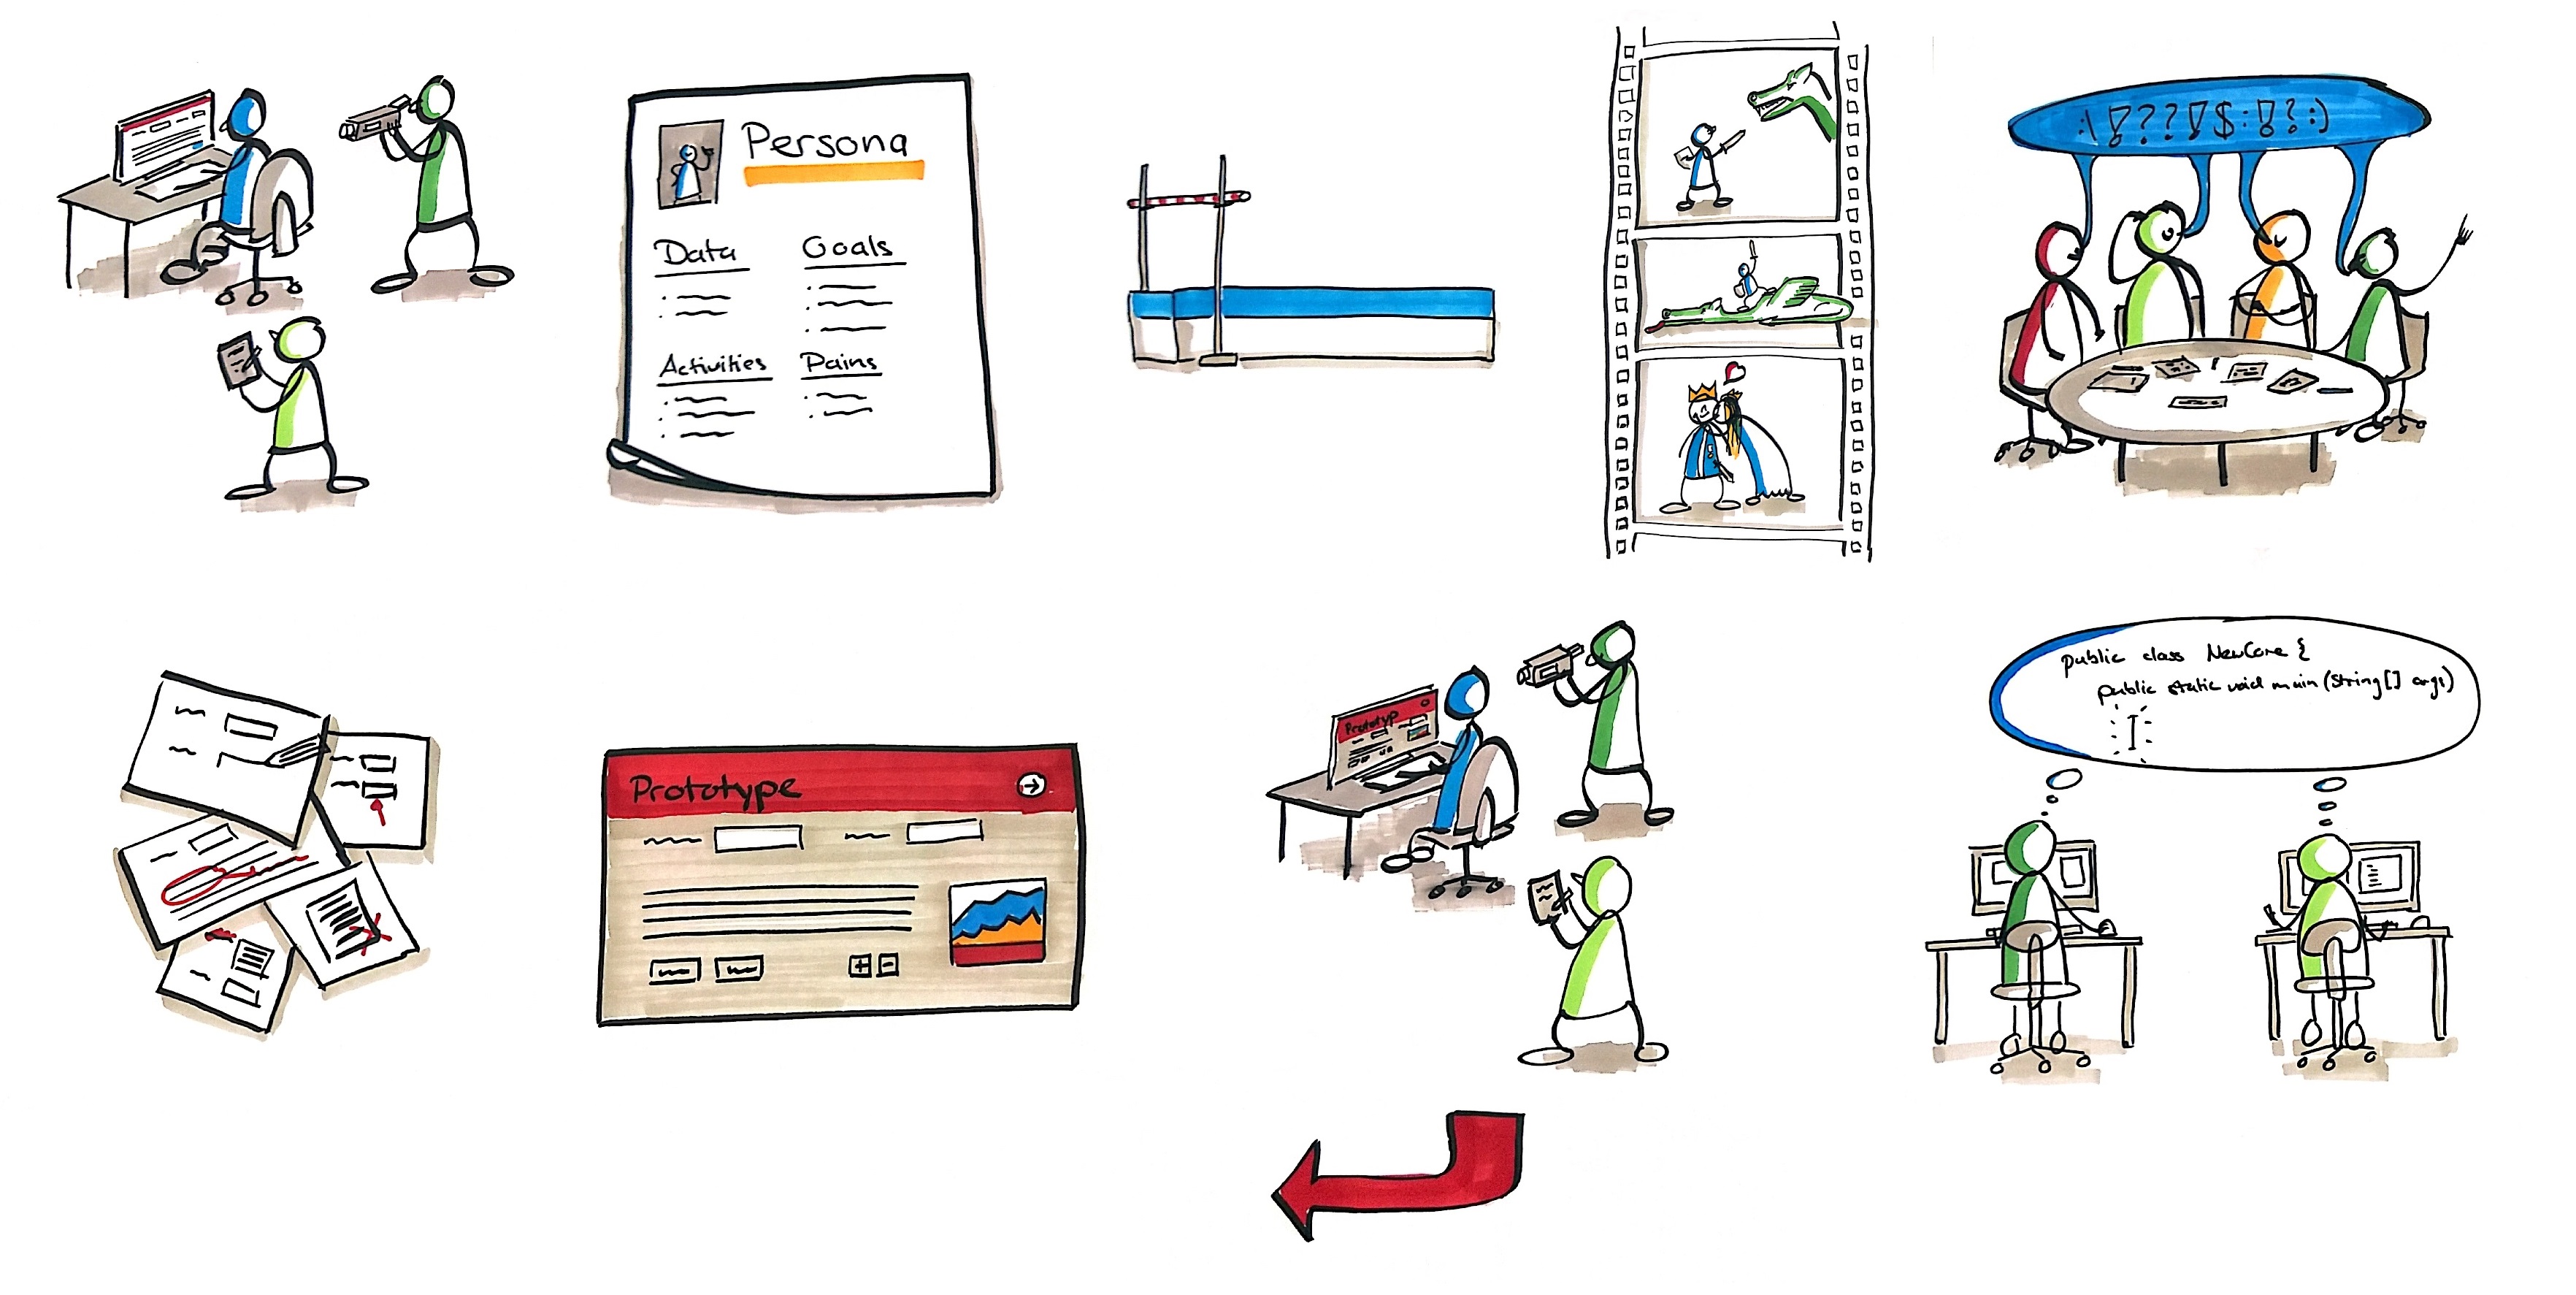 Persona
Data
Goals
Activities
Pains
:\ !???!$:!?:)
Prototype
Prototyp
public class NewCore {
public static void main (String[] args)